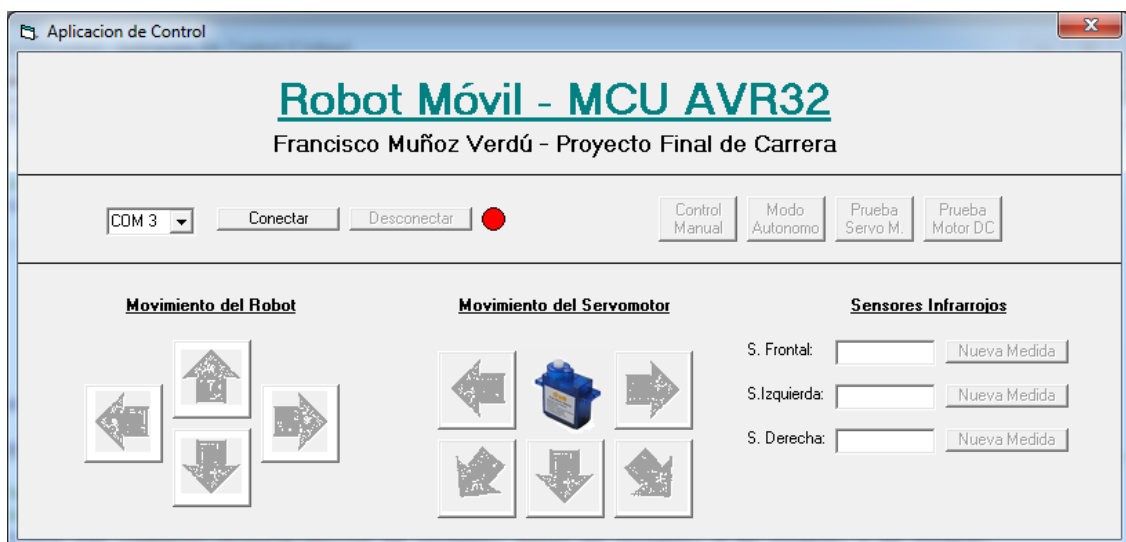 Aplicacion de Control
Robot Móvil - MCU AVR32
Francisco Muñoz Verdú - Proyecto Final de Carrera
COM 3
Conectar
Desconectar
Control
Manual
Modo
Autonomo
Prueba
Servo M.
Prueba
Motor DC
Movimiento del Robot
Movimiento del Servomotor
Sensores Infrarrojos
S. Frontal:
Nueva Medida
S.Izquierda:
Nueva Medida
S. Derecha:
Nueva Medida